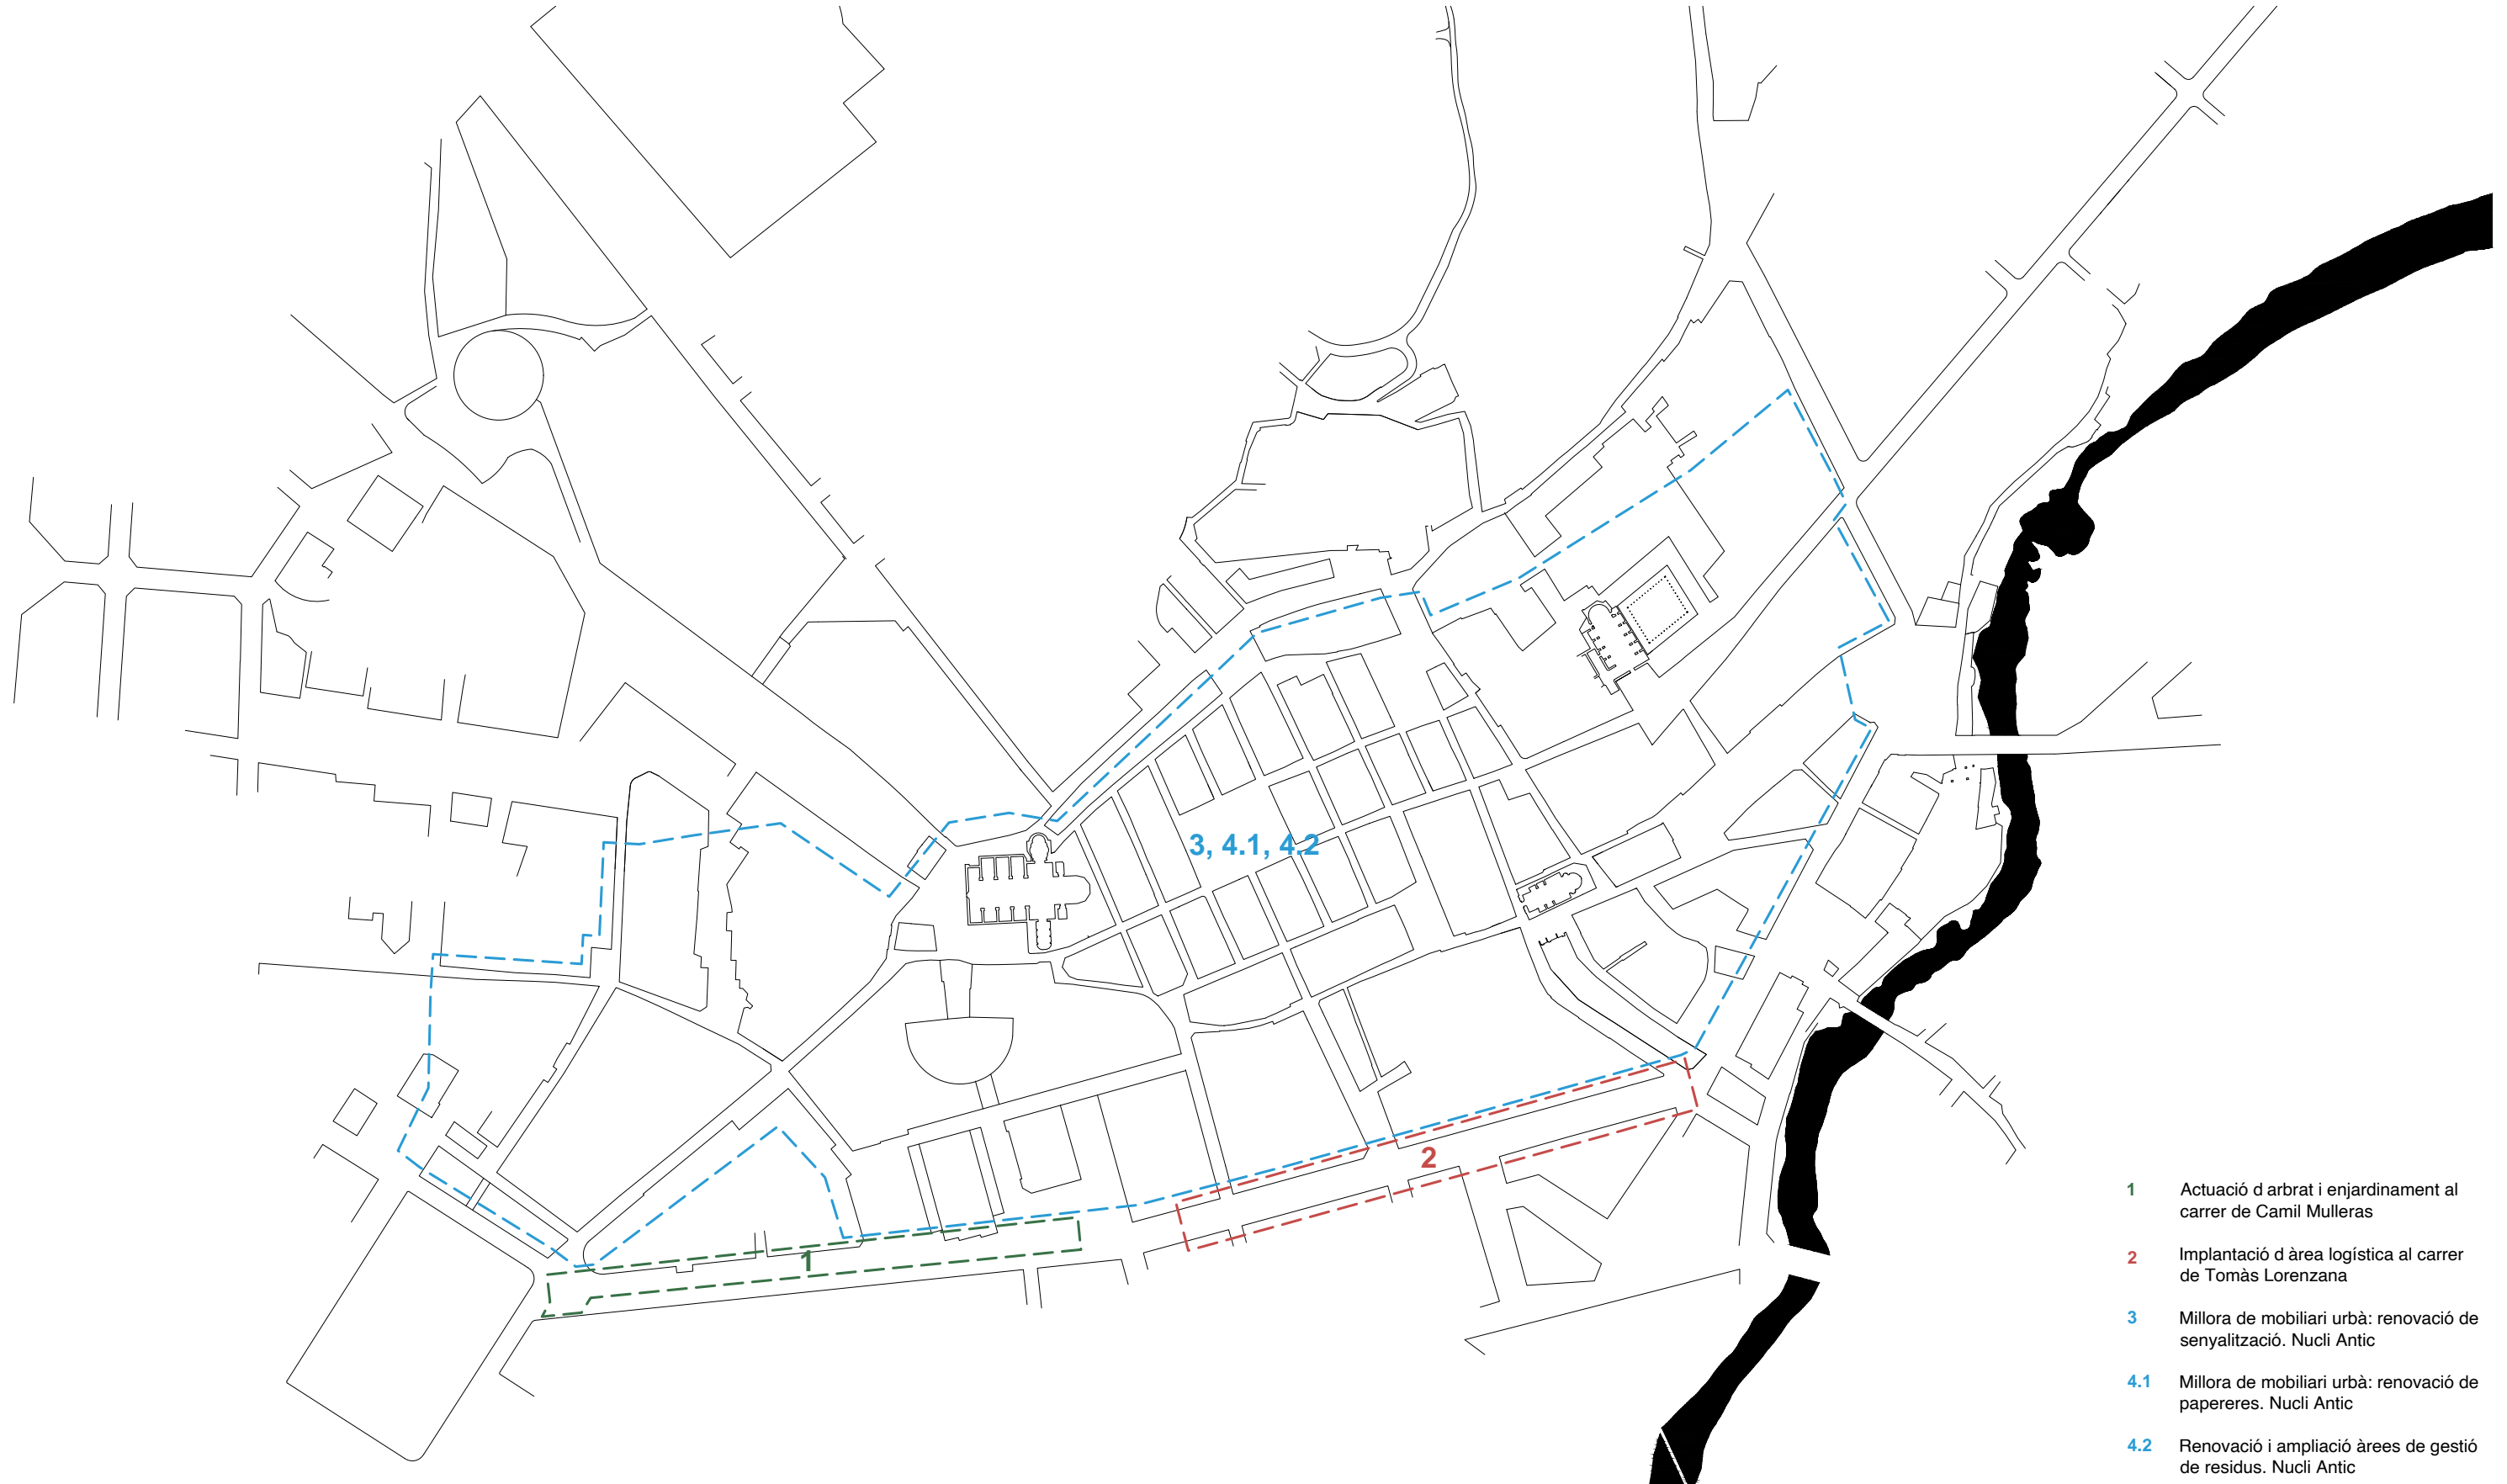 3, 4.1, 4.2
2
1
1 Actuació d arbrat i enjardinament al
carrer de Camil Mulleras
2 Implantació d àrea logística al carrer
de Tomàs Lorenzana
3 Millora de mobiliari urbà: renovació de
senyalització. Nucli Antic
4.1 Millora de mobiliari urbà: renovació de
papereres. Nucli Antic
4.2 Renovació i ampliació àrees de gestió
de residus. Nucli Antic